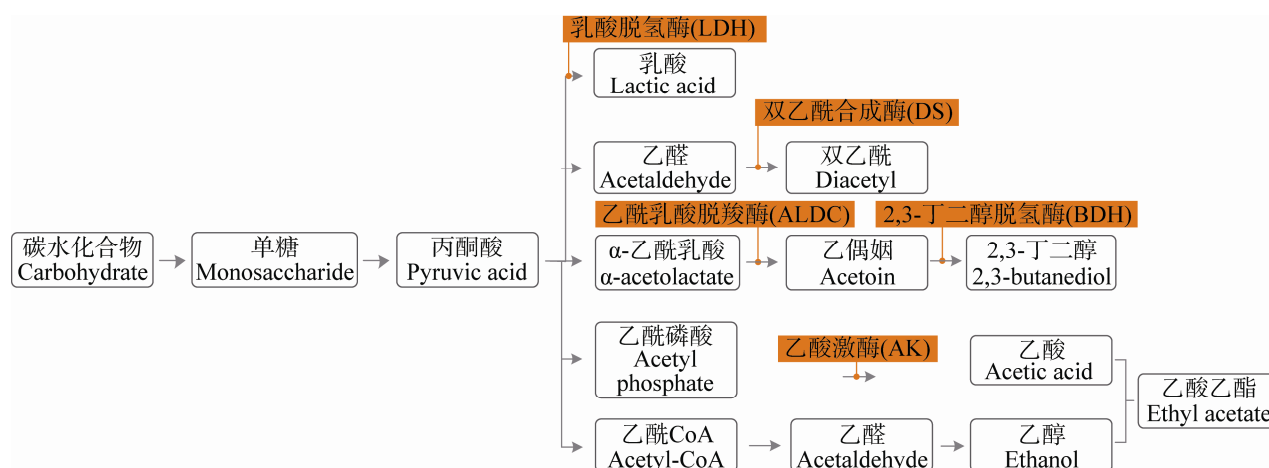 乳酸脱氢酶(LDH)
乳酸
Lactic acid
双乙酰合成酶(DS)
乙醛
Acetaldehyde
双乙酰
Diacetyl
乙酰乳酸脱羧酶(ALDC)
2,3-丁二醇脱氢酶(BDH)
碳水化合物
Carbohydrate
单糖
Monosaccharide
丙酮酸
Pyruvic acid
α-乙酰乳酸
α-acetolactate
乙偶姻
Acetoin
2,3-丁二醇
2,3-butanediol
乙酰磷酸
Acetyl
phosphate
乙酸激酶(AK)
乙酸
Acetic acid
乙酸乙酯
Ethyl acetate
乙酰CoA
Acetyl-CoA
乙醛
Acetaldehyde
乙醇
Ethanol